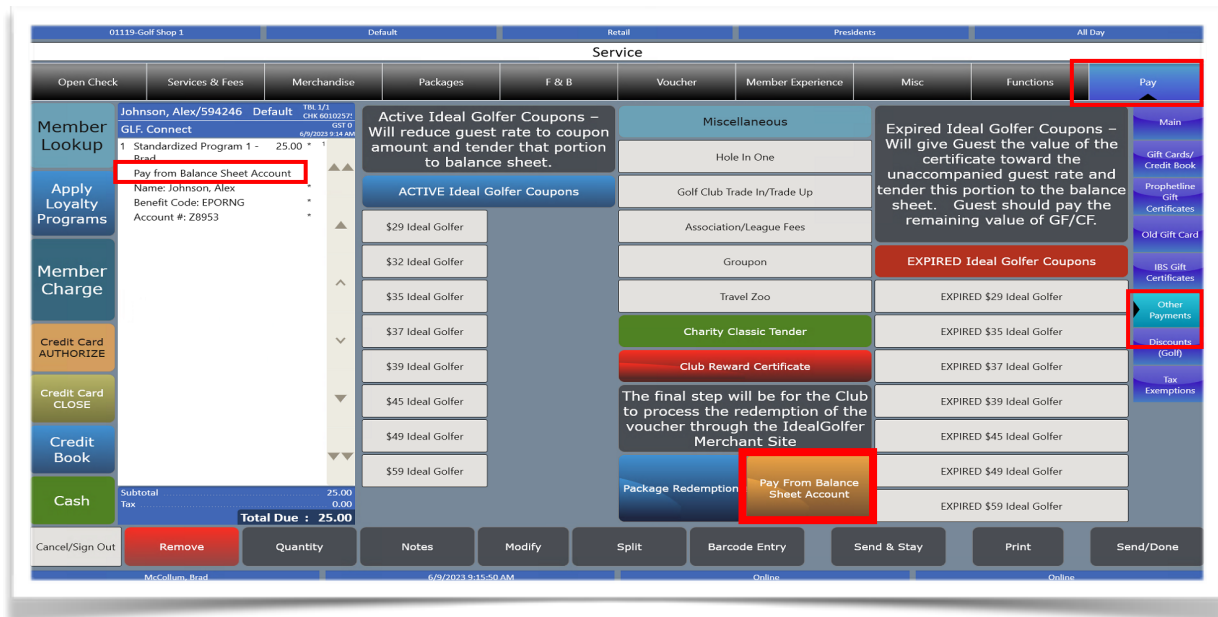 01119-Golf Shop 1 Default Retail Presidents All Day
Service
Open Check Services & Fees Merchandise Packages F & B Voucher Member Experience Misc Functions Pay
Member
Lookup
Apply
Loyalty
Programs
Member
Charge
Credit Card
AUTHORIZE
Credit Card
CLOSE
Credit
Book
Cash
Johnson, Alex/594246 Default TBL 1/1
CHK 6010257
GLF. Connect GST 0
6/9/2023 9:14 AM
1 Standardized Program 1 - 25.00 * 1
Brad
Pay from Balance Sheet Account
Name: Johnson, Alex *
Benefit Code: EPORNG *
Account #: Z8953 *
Subtotal 25.00
Tax 0.00
Total Due : 25.00
Active Ideal Golfer Coupons –
Will reduce guest rate to coupon
amount and tender that portion
to balance sheet.
ACTIVE Ideal Golfer Coupons
$29 Ideal Golfer
$32 Ideal Golfer
$35 Ideal Golfer
$37 Ideal Golfer
$39 Ideal Golfer
$45 Ideal Golfer
$49 Ideal Golfer
$59 Ideal Golfer
Miscellaneous
Hole In One
Golf Club Trade In/Trade Up
Association/League Fees
Groupon
Travel Zoo
Charity Classic Tender
Club Reward Certificate
The final step will be for the Club
to process the redemption of the
voucher through the IdealGolfer
Merchant Site
Package Redemption
Pay From Balance
Sheet Account
Expired Ideal Golfer Coupons –
Will give Guest the value of the
certificate toward the
unaccompanied guest rate and
tender this portion to the balance
sheet. Guest should pay the
remaining value of GF/CF.
EXPIRED Ideal Golfer Coupons
EXPIRED $29 Ideal Golfer
EXPIRED $35 Ideal Golfer
EXPIRED $37 Ideal Golfer
EXPIRED $39 Ideal Golfer
EXPIRED $45 Ideal Golfer
EXPIRED $49 Ideal Golfer
EXPIRED $59 Ideal Golfer
Main
Gift Cards/
Credit Book
Prophetline
Gift
Certificates
Old Gift Card
IBS Gift
Certificates
Other
Payments
Discounts
(Golf)
Tax
Exemptions
Cancel/Sign Out Remove Quantity Notes Modify Split Barcode Entry Send & Stay Print Send/Done
McCollum, Brad 6/9/2023 9:15:50 AM Online Online